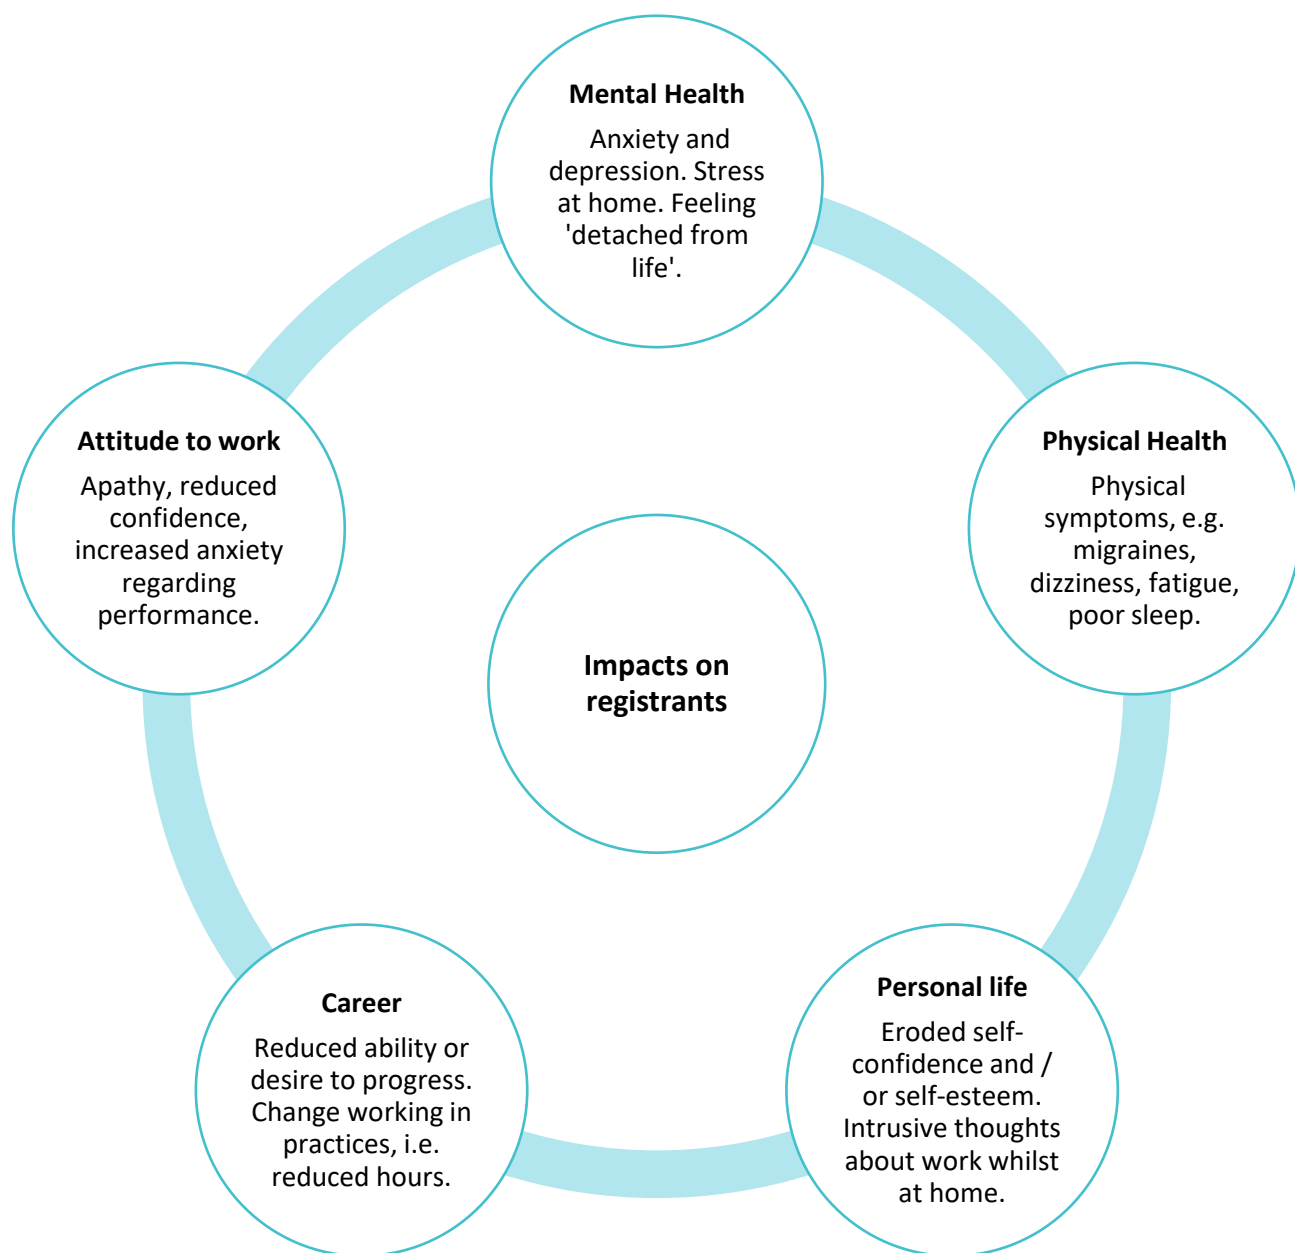 Mental Health
Anxiety and
depression. Stress
at home. Feeling
'detached from
life'.
Physical Health
Physical
symptoms, e.g.
migraines,
dizziness, fatigue,
poor sleep.
Personal life
Eroded self-
confidence and /
or self-esteem.
Intrusive thoughts
about work whilst
at home.
Career
Reduced ability or
desire to progress.
Change working in
practices, i.e.
reduced hours.
Attitude to work
Apathy, reduced
confidence,
increased anxiety
regarding
performance.
Impacts on
registrants